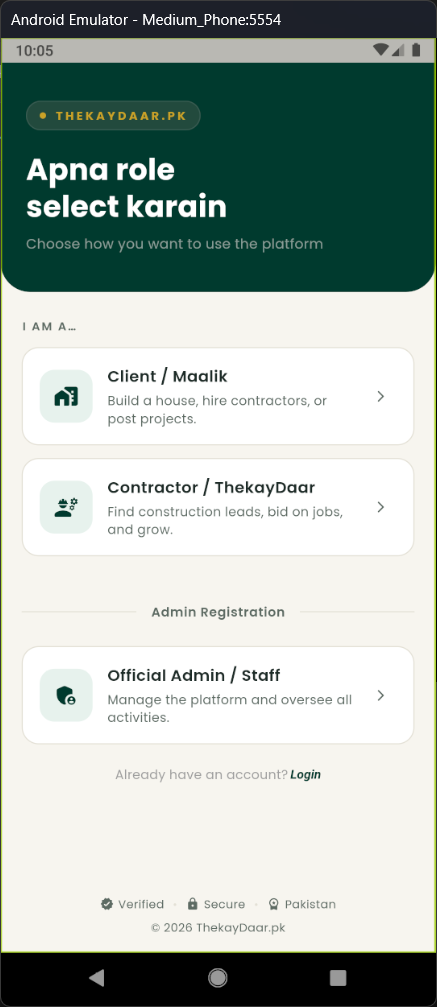 Android Emulator - Medium_Phone:5554
10:05
THEKAYDAAR.PK
Apna role
select karain
Choose how you want to use the platform
I AM A...
Client / Maalik
Build a house, hire contractors, or
post projects.
Contractor / ThekayDaar
Find construction leads, bid on jobs,
and grow.
Admin Registration
Official Admin / Staff
Manage the platform and oversee all
activities.
Already have an account? Login
Verified · Secure · Pakistan
© 2026 ThekayDaar.pk